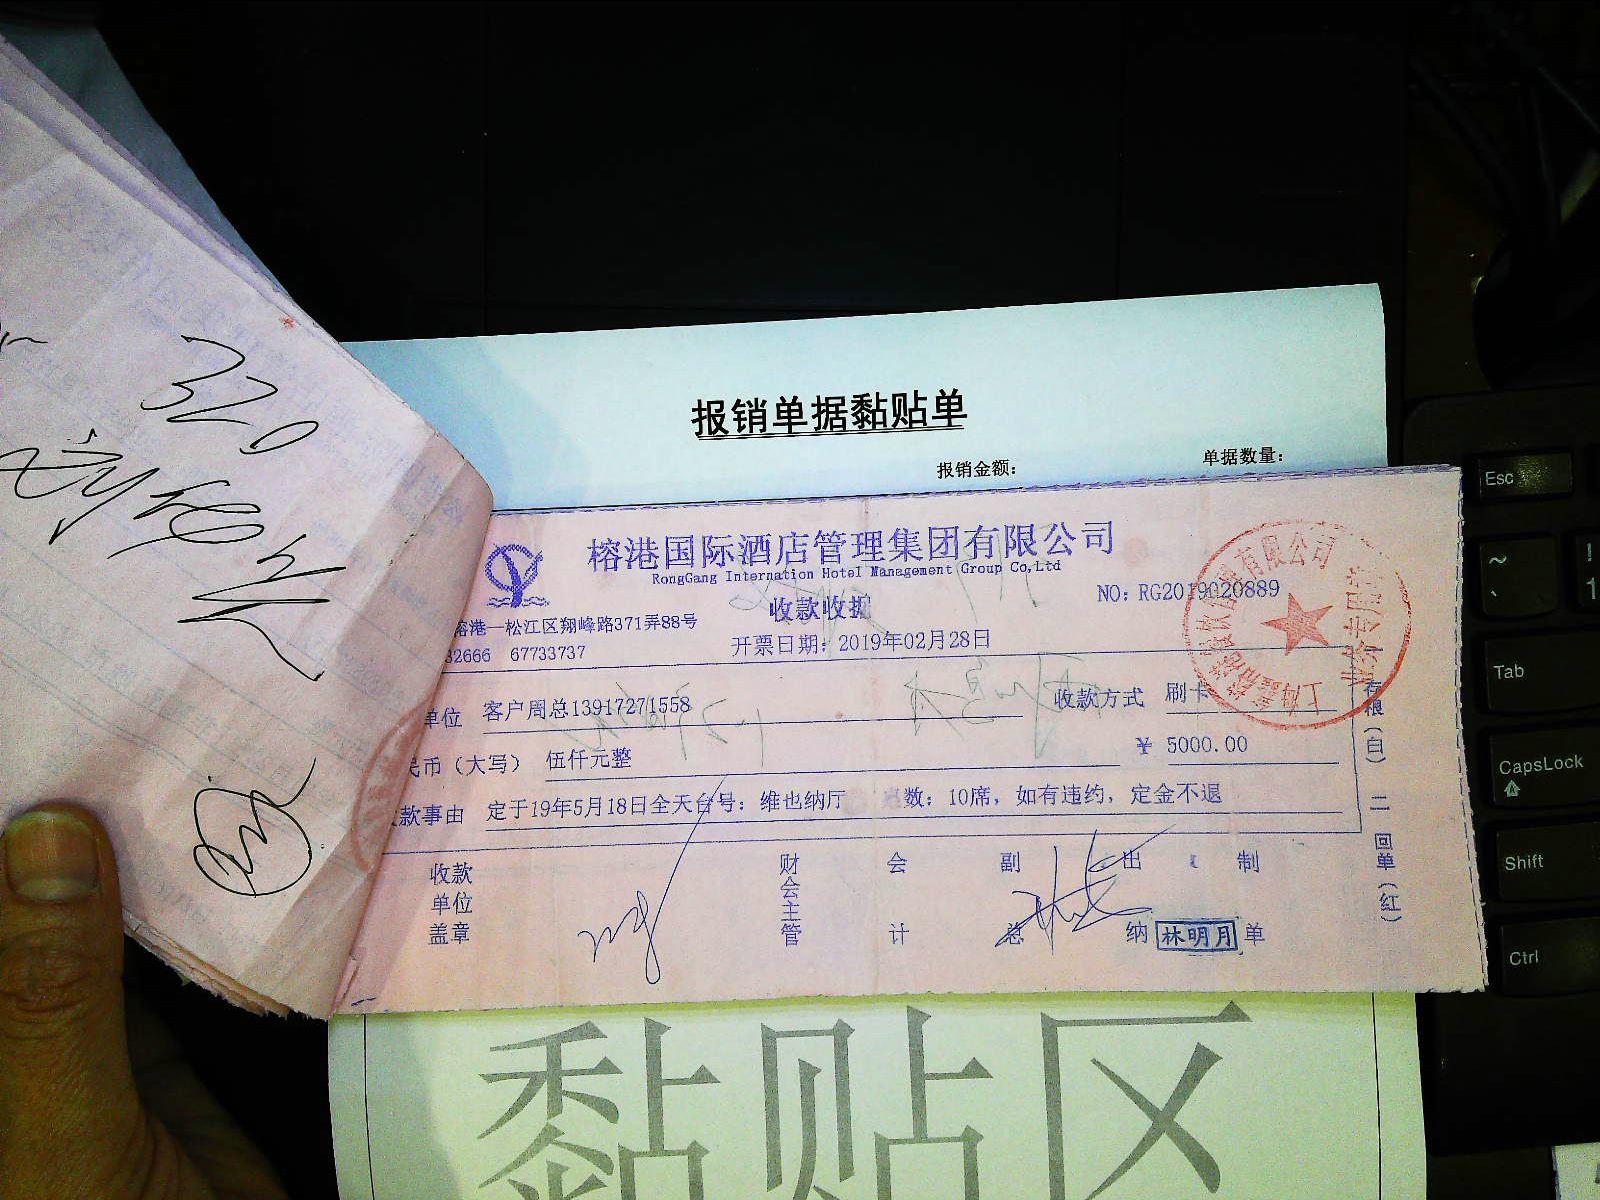 报销单据黏贴单
报销金额：
单据数量：
320
榕港国际酒店管理集团有限公司
RongGang Internation Hotel Management Group Co,Ltd
收款收据
NO：RG2019020889
榕港一松江区翔峰路371弄88号
开票日期：2019年02月28日
32666 67733737
单位 客户周总13917271558
收款方式 刷卡
民币（大写） 伍仟元整
¥ 5000.00
款事由 定于19年5月18日全天台号：维也纳厅 数：10席，如有违约，定金不退
存根（白） 二 回单（红）
收款单位盖章
财会主管
会计
副总
出纳
制单
林明月
业务专用章
黏贴区
Esc
~
`
!
1
Tab
CapsLock
Shift
Ctrl